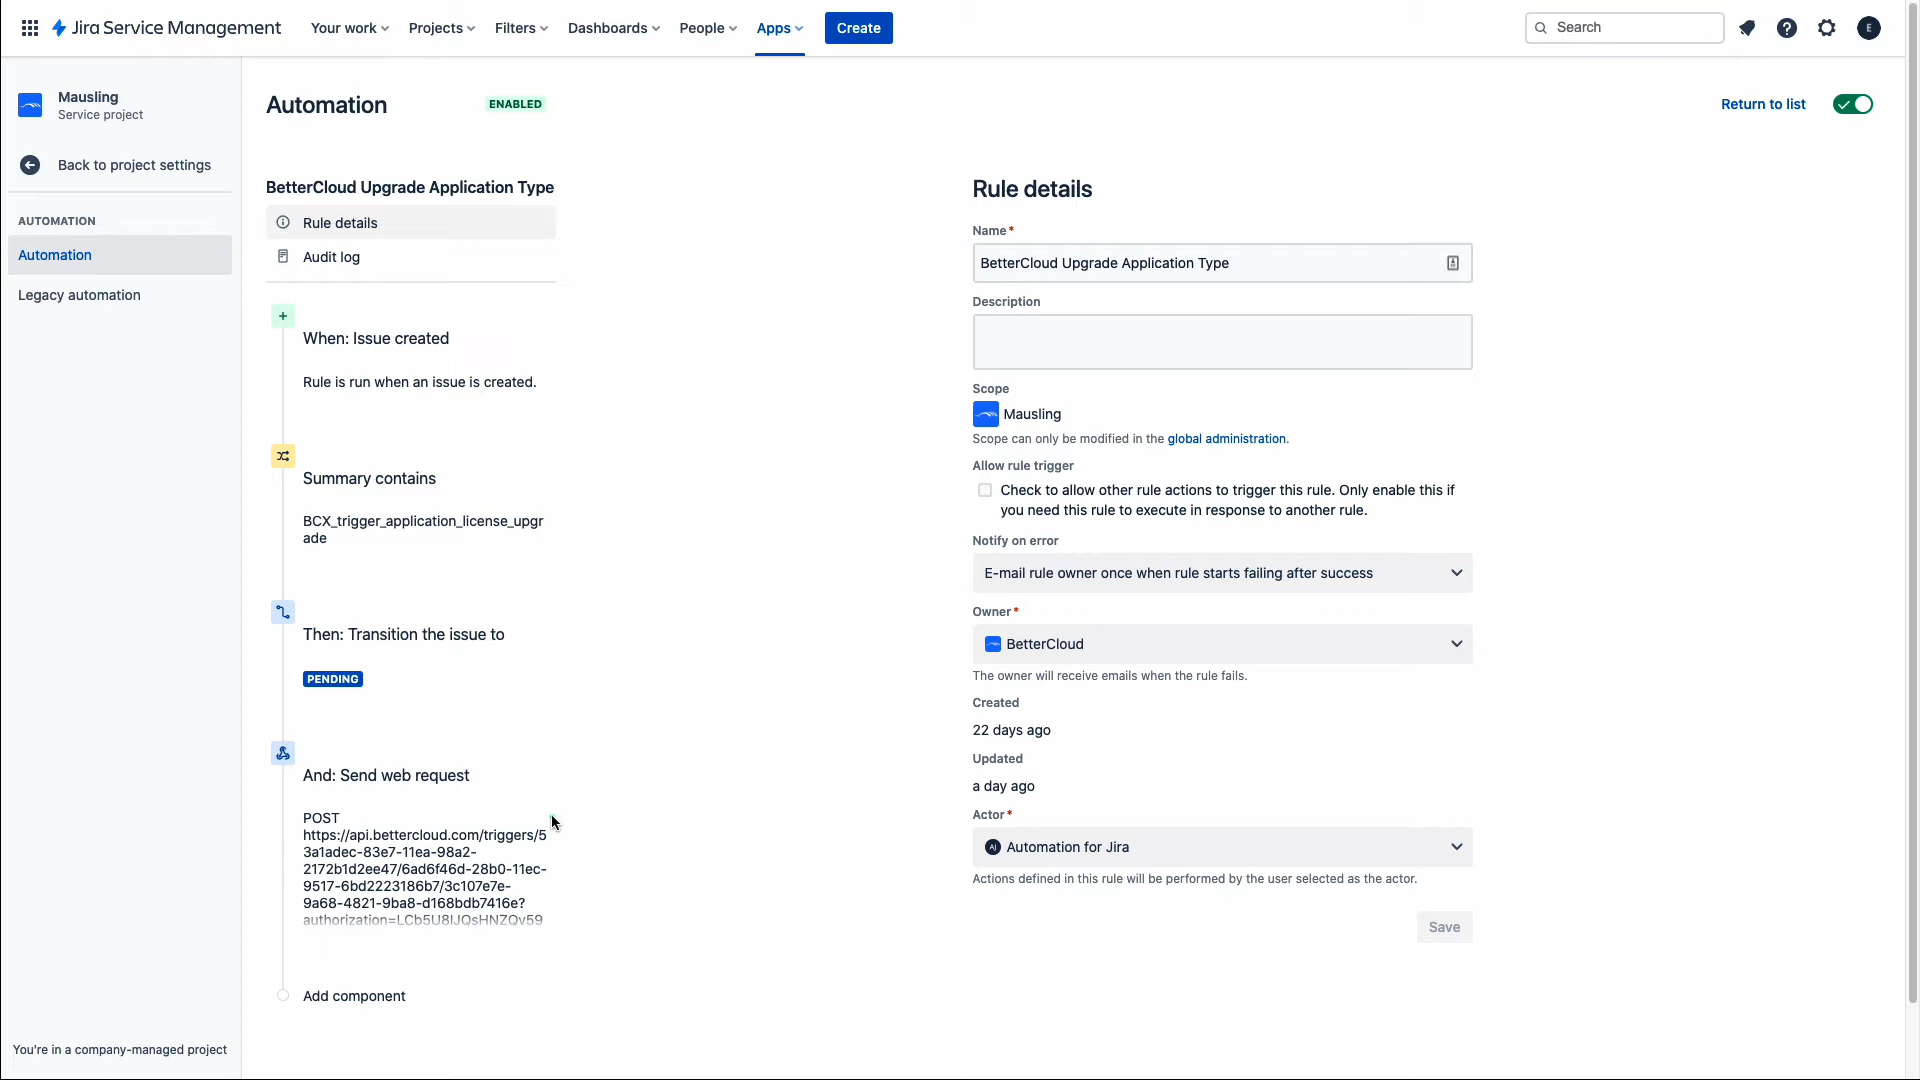 Jira Service Management
Your work
Projects
Filters
Dashboards
People
Apps
Create
Search
E
Mausling
Service project
Back to project settings
AUTOMATION
Automation
Legacy automation
You're in a company-managed project
Automation
ENABLED
Return to list
BetterCloud Upgrade Application Type
Rule details
Audit log
When: Issue created
Rule is run when an issue is created.
Summary contains
BCX_trigger_application_license_upgr
ade
Then: Transition the issue to
PENDING
And: Send web request
POST
https://api.bettercloud.com/triggers/5
3a1adec-83e7-11ea-98a2-
2172b1d2ee47/6ad6f46d-28b0-11ec-
9517-6bd2223186b7/3c107e7e-
9a68-4821-9ba8-d168bdb7416e?
authorization=LCb5U8IJQsHNZQv59
Add component
Rule details
Name*
BetterCloud Upgrade Application Type
Description
Scope
Mausling
Scope can only be modified in the global administration.
Allow rule trigger
Check to allow other rule actions to trigger this rule. Only enable this if
you need this rule to execute in response to another rule.
Notify on error
E-mail rule owner once when rule starts failing after success
Owner*
BetterCloud
The owner will receive emails when the rule fails.
Created
22 days ago
Updated
a day ago
Actor*
AJ
Automation for Jira
Actions defined in this rule will be performed by the user selected as the actor.
Save